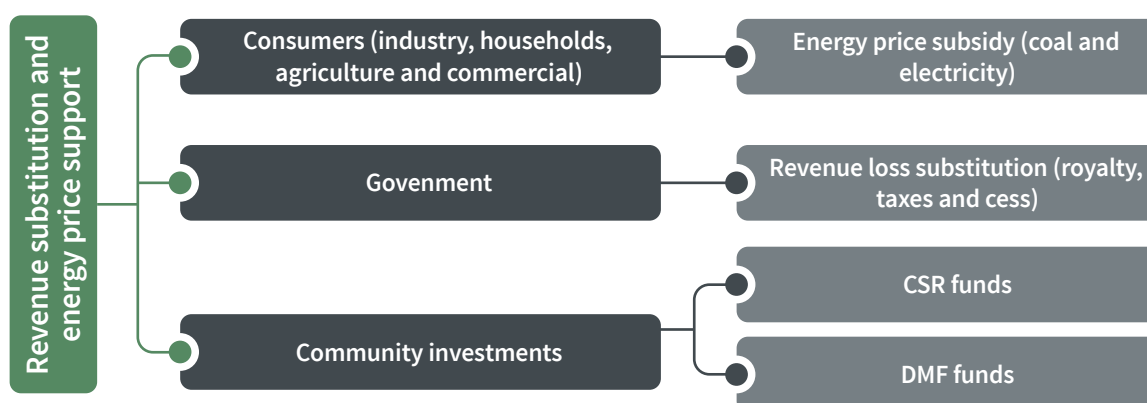 Revenue substitution and
energy price support
Consumers (industry, households,
agriculture and commercial)
Energy price subsidy (coal and
electricity)
Govenment
Revenue loss substitution (royalty,
taxes and cess)
Community investments
CSR funds
DMF funds